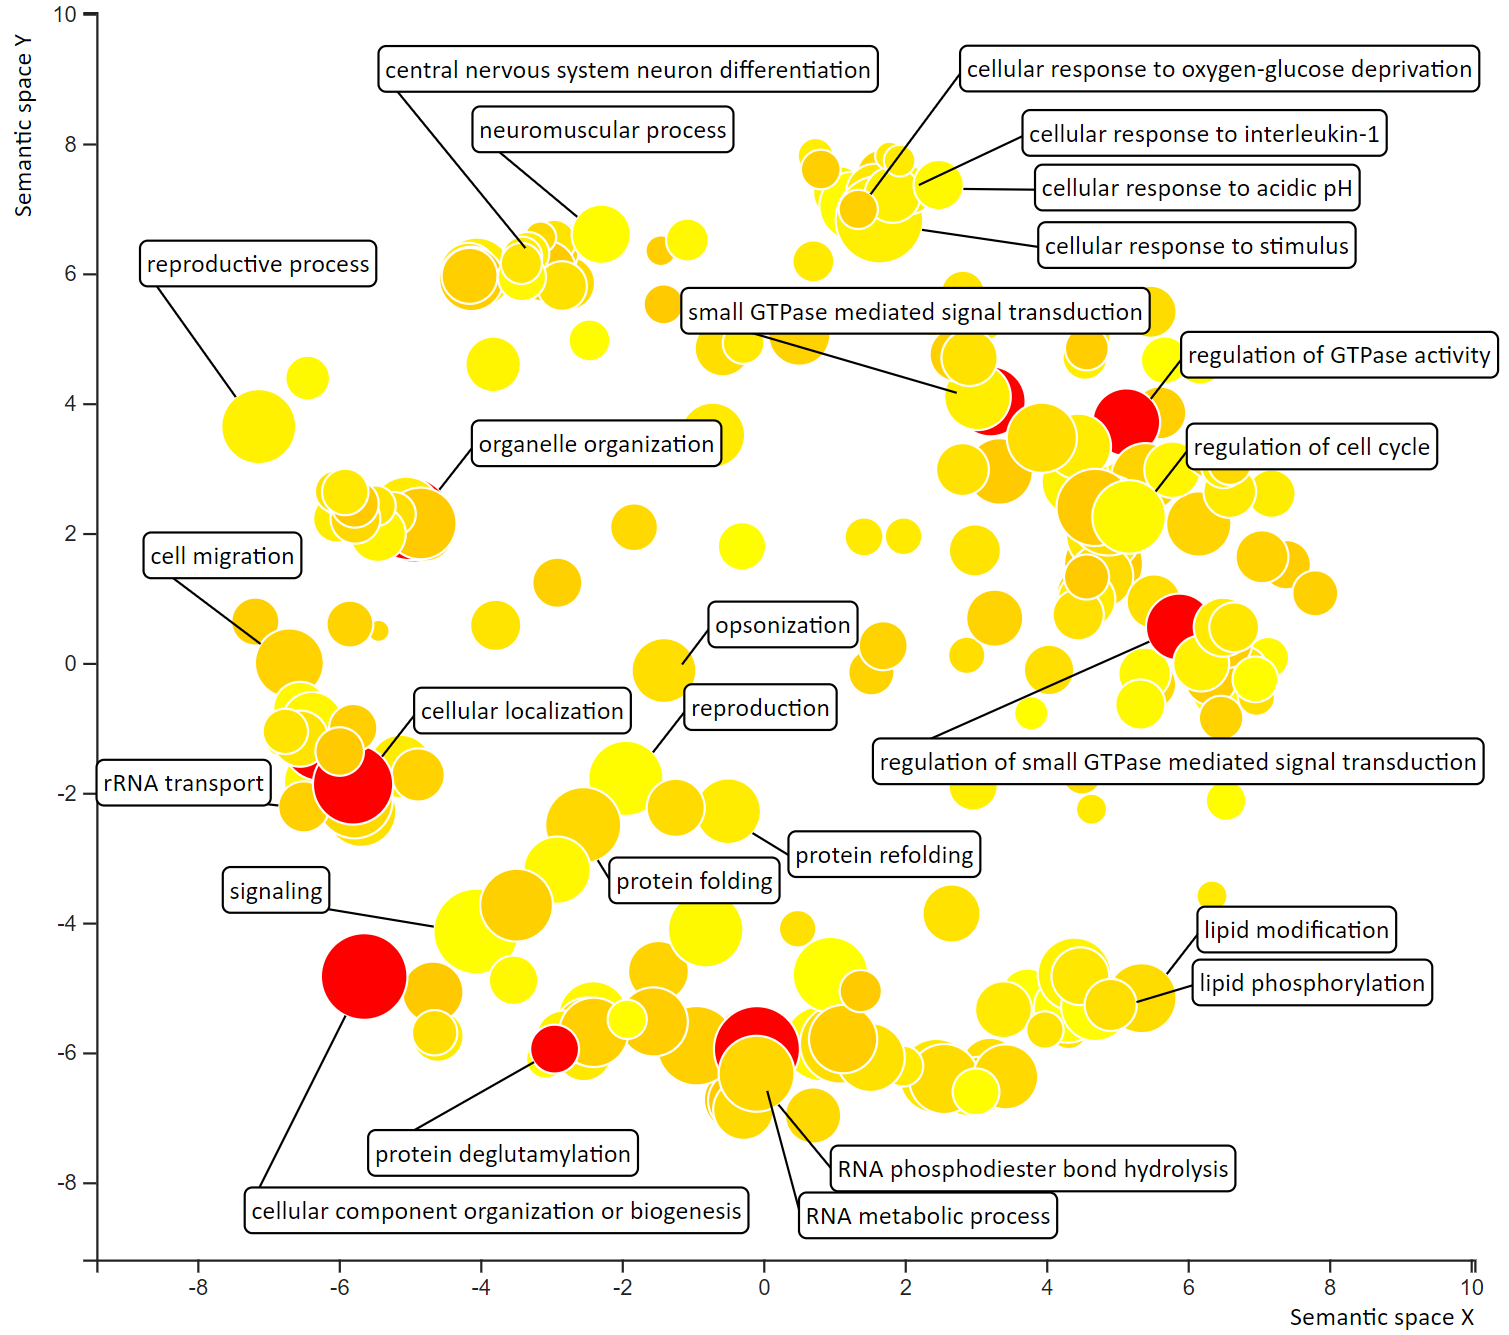 10
Semantic space Y
central nervous system neuron differentiation
cellular response to oxygen-glucose deprivation
neuromuscular process
cellular response to interleukin-1
8
cellular response to acidic pH
cellular response to stimulus
reproductive process
6
small GTPase mediated signal transduction
regulation of GTPase activity
4
organelle organization
regulation of cell cycle
2
cell migration
opsonization
0
cellular localization
reproduction
regulation of small GTPase mediated signal transduction
rRNA transport
-2
protein refolding
protein folding
signaling
-4
lipid modification
lipid phosphorylation
-6
protein deglutamylation
RNA phosphodiester bond hydrolysis
-8
cellular component organization or biogenesis
RNA metabolic process
-8 -6 -4 -2 0 2 4 6 8 10
Semantic space X